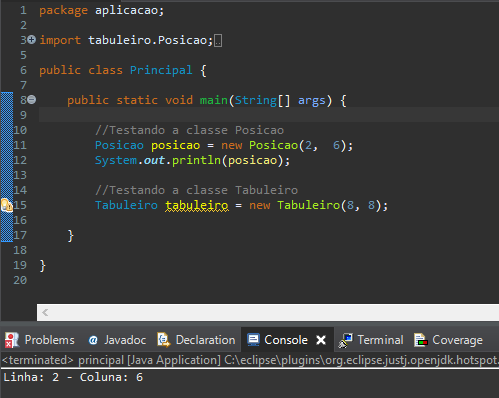 1 package aplicacao;
2
3 import tabuleiro.Posicao;
5
6 public class Principal {
7
8 public static void main(String[] args) {
9
10 //Testando a classe Posicao
11 Posicao posicao = new Posicao(2,  6);
12 System.out.println(posicao);
13
14 //Testando a classe Tabuleiro
15 Tabuleiro tabuleiro = new Tabuleiro(8, 8);
16
17 }
18
19 }
20
Problems Javadoc Declaration Console Terminal Coverage
<terminated> principal [Java Application] C:\eclipse\plugins\org.eclipse.justj.openjdk.hotspot.
Linha: 2 - Coluna: 6